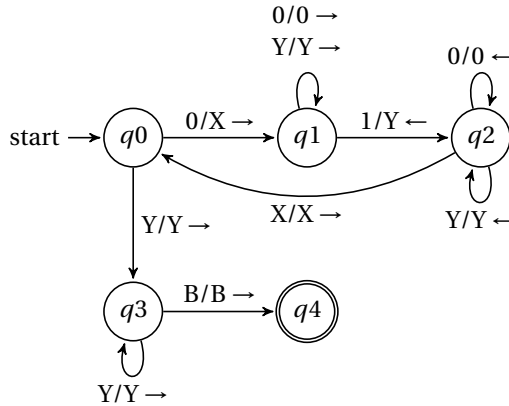 0/0 →
Y/Y →
0/0 ←
start q0 0/X → q1 1/Y ← q2
X/X →
Y/Y ←
Y/Y →
q3 B/B → q4
Y/Y →